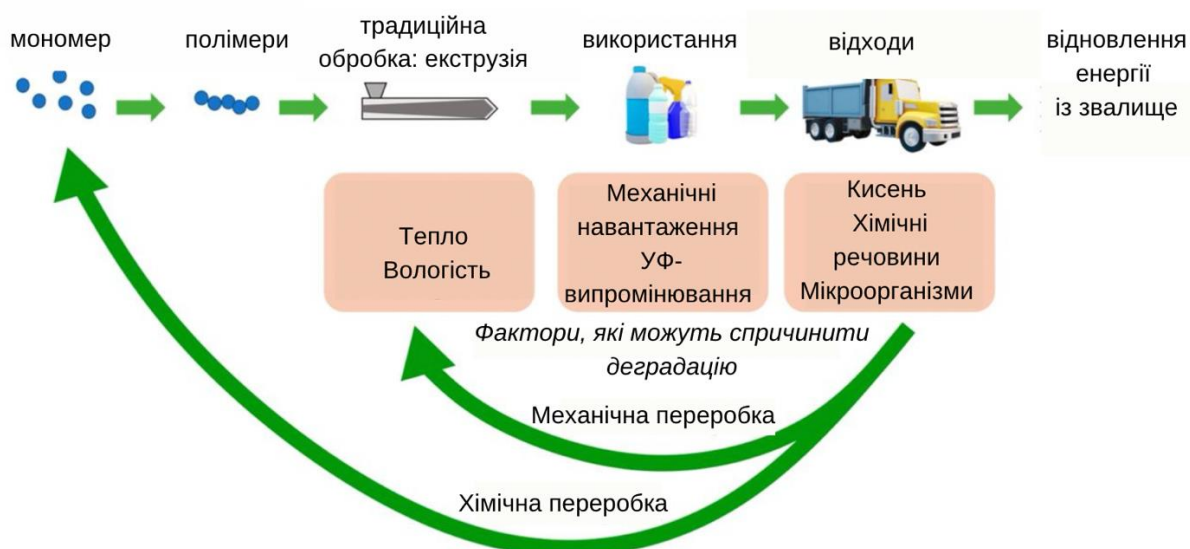 мономер
полімери
традиційна
обробка: екструзія
використання
відходи
відновлення
енергії
із звалище
Тепло
Вологість
Механічні
навантаження
УФ-
випромінювання
Кисень
Хімічні
речовини
Мікроорганізми
Фактори, які можуть спричинити
деградацію
Механічна переробка
Хімічна переробка